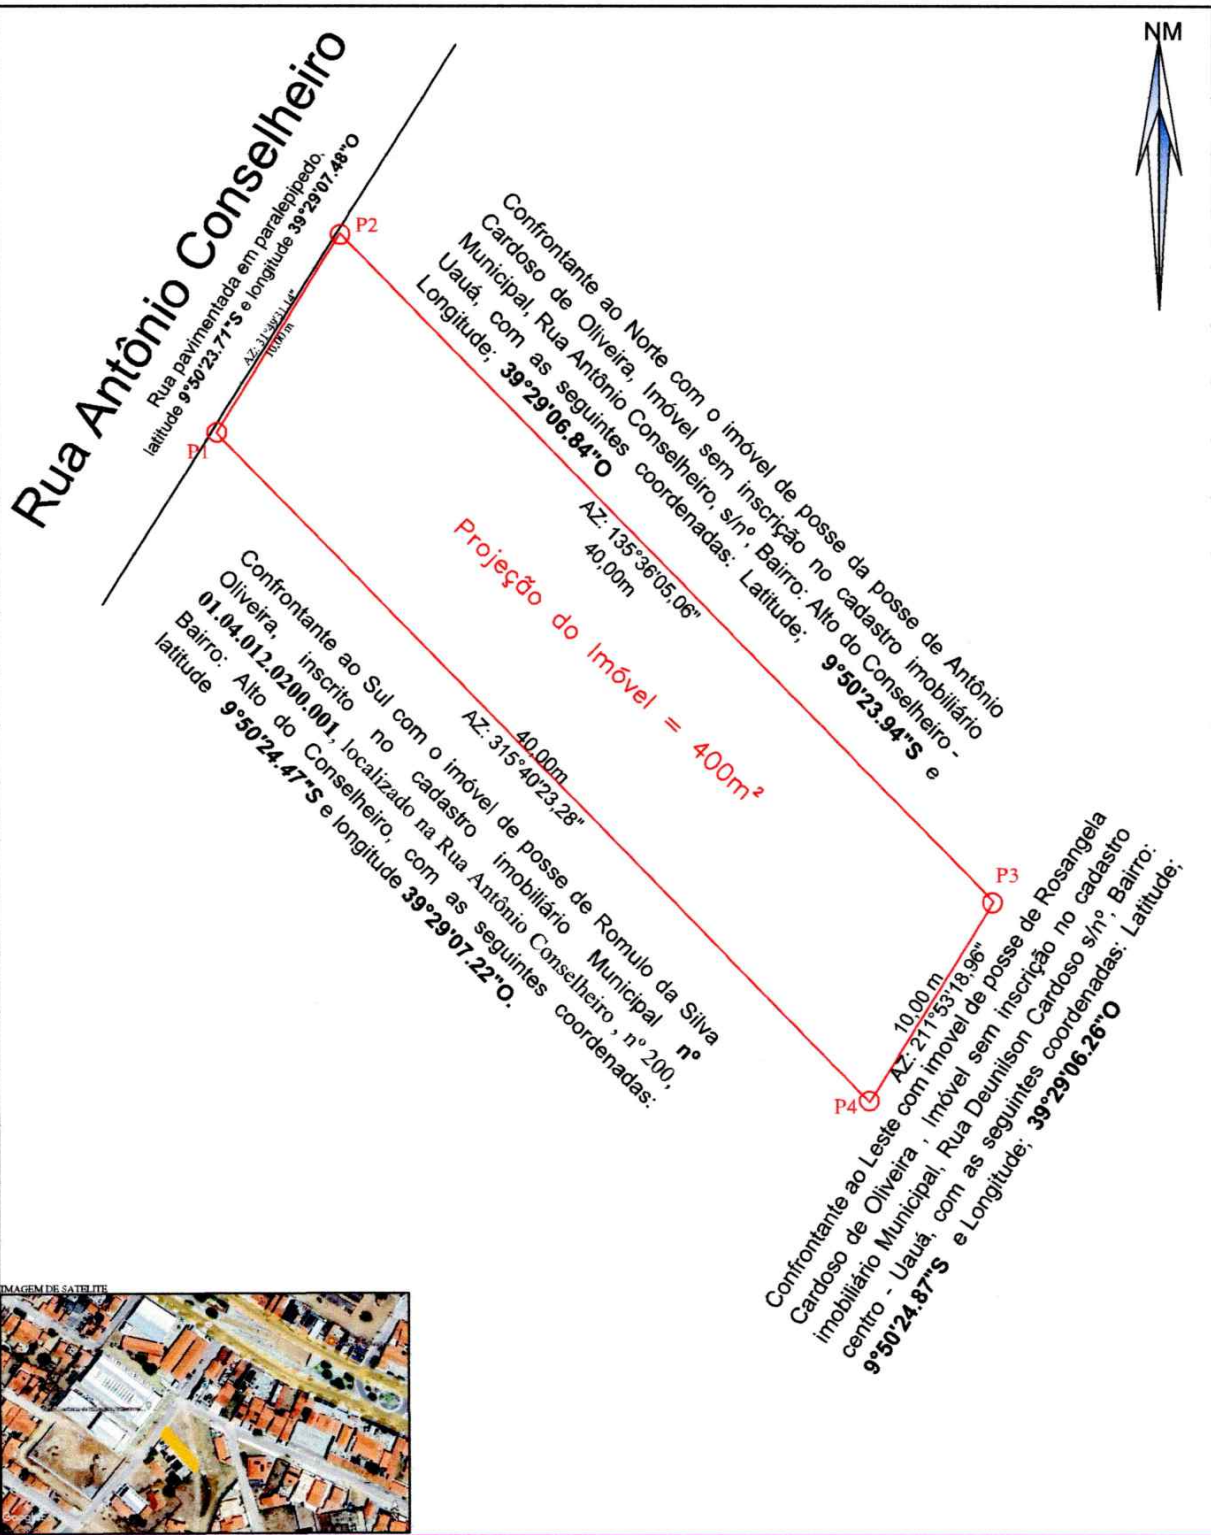 NM
Rua Antônio Conselheiro
Rua pavimentada em paralepipedo,
latitude 9°50'23.71"S e longitude 39°29'07.48"O
AZ: 31°49'31,14"
10,00 m
P1
P2
Confrontante ao Norte com o imóvel de posse da posse de Antônio
Cardoso de Oliveira, Imóvel sem inscrição no cadastro imobiliário
Municipal, Rua Antônio Conselheiro, s/nº, Bairro: Alto do Conselheiro -
Uauá, com as seguintes coordenadas: Latitude; 9°50'23.94"S e
Longitude; 39°29'06.84"O
AZ: 135°36'05,06"
40,00m
Projeção do Imóvel = 400m²
40,00m
AZ: 315°40'23,28"
Confrontante ao Sul com o imóvel de posse de Romulo da Silva
Oliveira, inscrito no cadastro imobiliário Municipal nº
01.04.012.0200.001, localizado na Rua Antônio Conselheiro , nº 200,
Bairro: Alto do Conselheiro, com as seguintes coordenadas:
latitude 9°50'24.47"S e longitude 39°29'07.22"O.
P3
10,00 m
AZ: 211°53'18,96"
P4
Confrontante ao Leste com imovel de posse de Rosangela
Cardoso de Oliveira , Imóvel sem inscrição no cadastro
imobiliário Municipal, Rua Deunilson Cardoso s/nº, Bairro:
centro - Uauá, com as seguintes coordenadas: Latitude;
9°50'24.87"S e Longitude; 39°29'06.26"O
IMAGEM DE SATELITE
Google